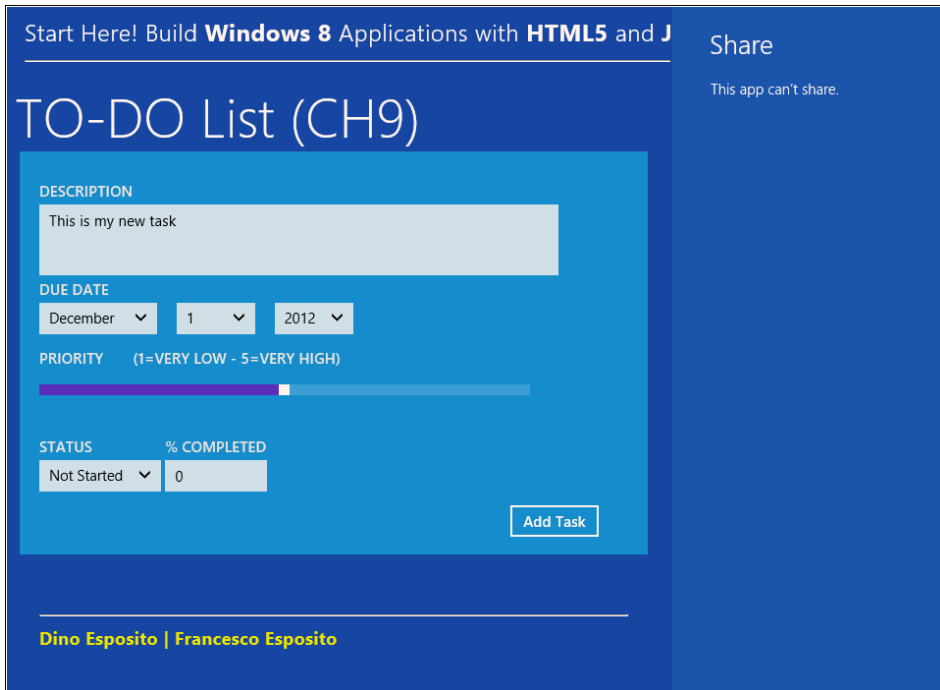 Start Here! Build Windows 8 Applications with HTML5 and J
TO-DO List (CH9)
DESCRIPTION
This is my new task
DUE DATE
December 1 2012
PRIORITY (1=VERY LOW - 5=VERY HIGH)
STATUS % COMPLETED
Not Started 0
Add Task
Dino Esposito | Francesco Esposito
Share
This app can't share.